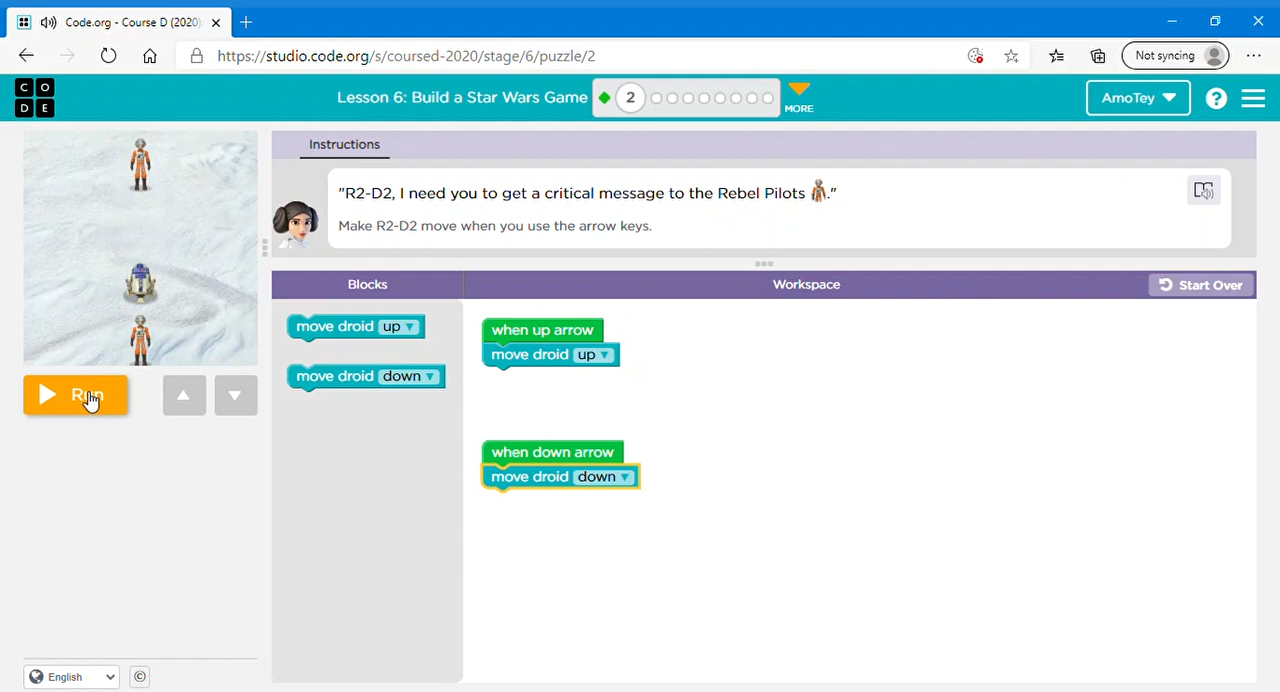 Code.org - Course D (2020)
https://studio.code.org/s/coursed-2020/stage/6/puzzle/2
Not syncing
C O
D E
Lesson 6: Build a Star Wars Game
2
MORE
AmoTey
?
Instructions
"R2-D2, I need you to get a critical message to the Rebel Pilots ."
Make R2-D2 move when you use the arrow keys.
Blocks
Workspace
Start Over
move droid up
move droid down
when up arrow
move droid up
when down arrow
move droid down
Run
English
©